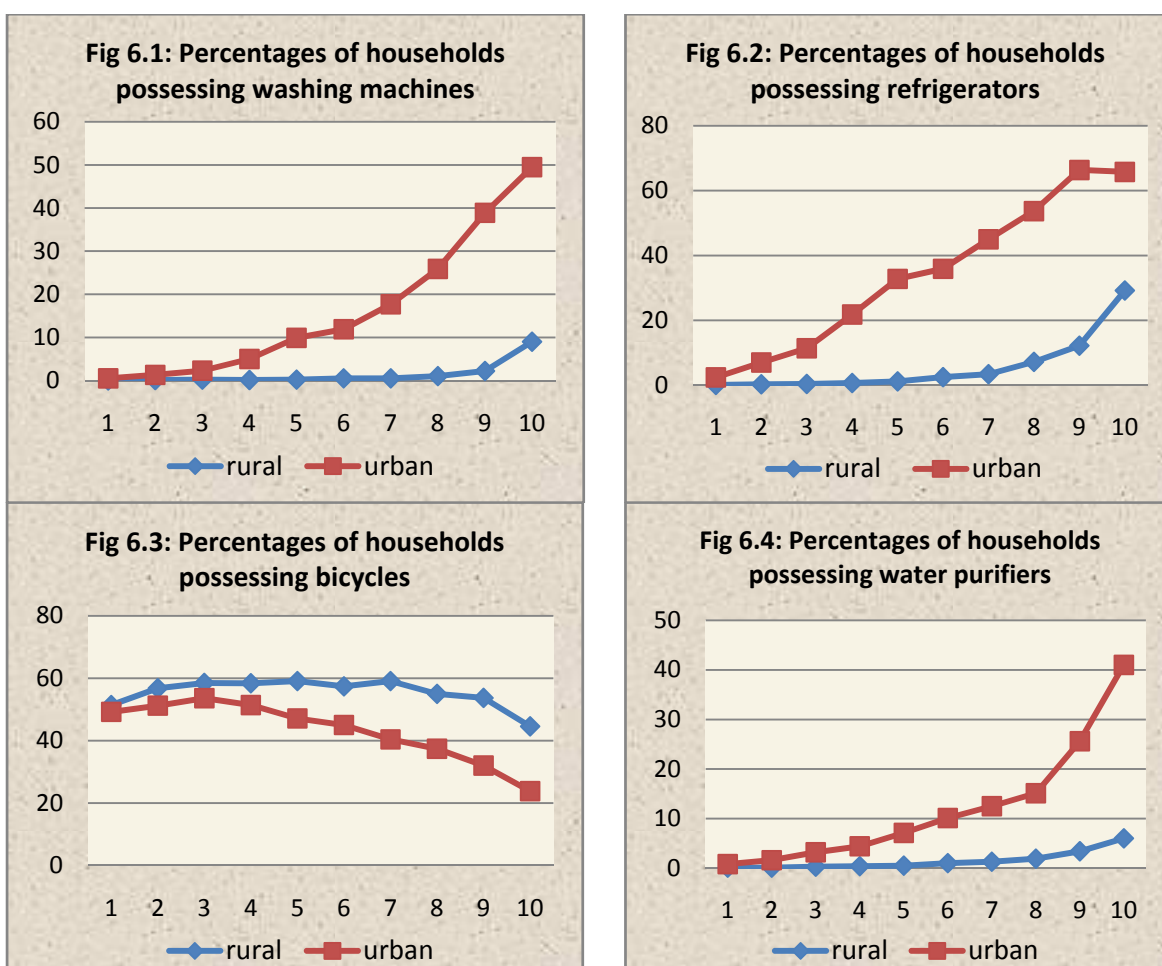 Fig 6.1: Percentages of households
possessing washing machines
60
50
40
30
20
10
0
1 2 3 4 5 6 7 8 9 10
rural urban
Fig 6.2: Percentages of households
possessing refrigerators
80
60
40
20
0
1 2 3 4 5 6 7 8 9 10
rural urban
Fig 6.3: Percentages of households
possessing bicycles
80
60
40
20
0
1 2 3 4 5 6 7 8 9 10
rural urban
Fig 6.4: Percentages of households
possessing water purifiers
50
40
30
20
10
0
1 2 3 4 5 6 7 8 9 10
rural urban